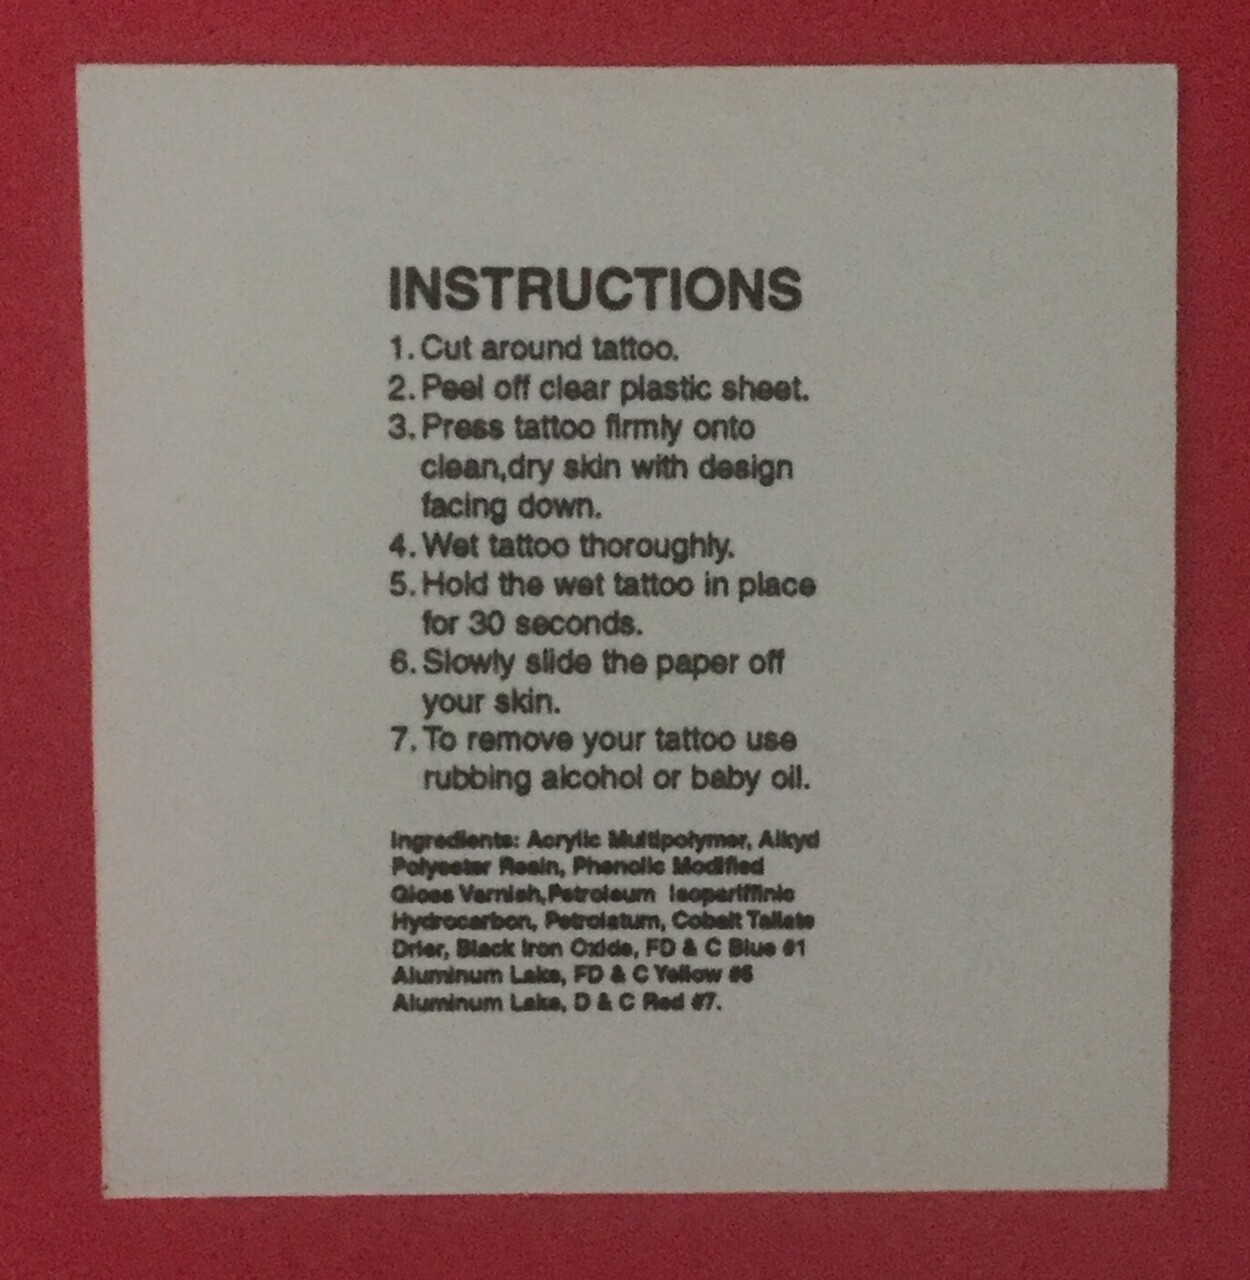 INSTRUCTIONS
1. Cut around tattoo.
2. Peel off clear plastic sheet.
3. Press tattoo firmly onto
clean,dry skin with design
facing down.
4. Wet tattoo thoroughly.
5. Hold the wet tattoo in place
for 30 seconds.
6. Slowly slide the paper off
your skin.
7. To remove your tattoo use
rubbing alcohol or baby oil.
Ingredients: Acrylic Multipolymer, Alkyd
Polyester Resin, Phenolic Modified
Gloss Varnish,Petroleum Isopariffinic
Hydrocarbon, Petrolatum, Cobalt Tallate
Drier, Black Iron Oxide, FD & C Blue #1
Aluminum Lake, FD & C Yellow
Aluminum Lake, D & C Red #7.